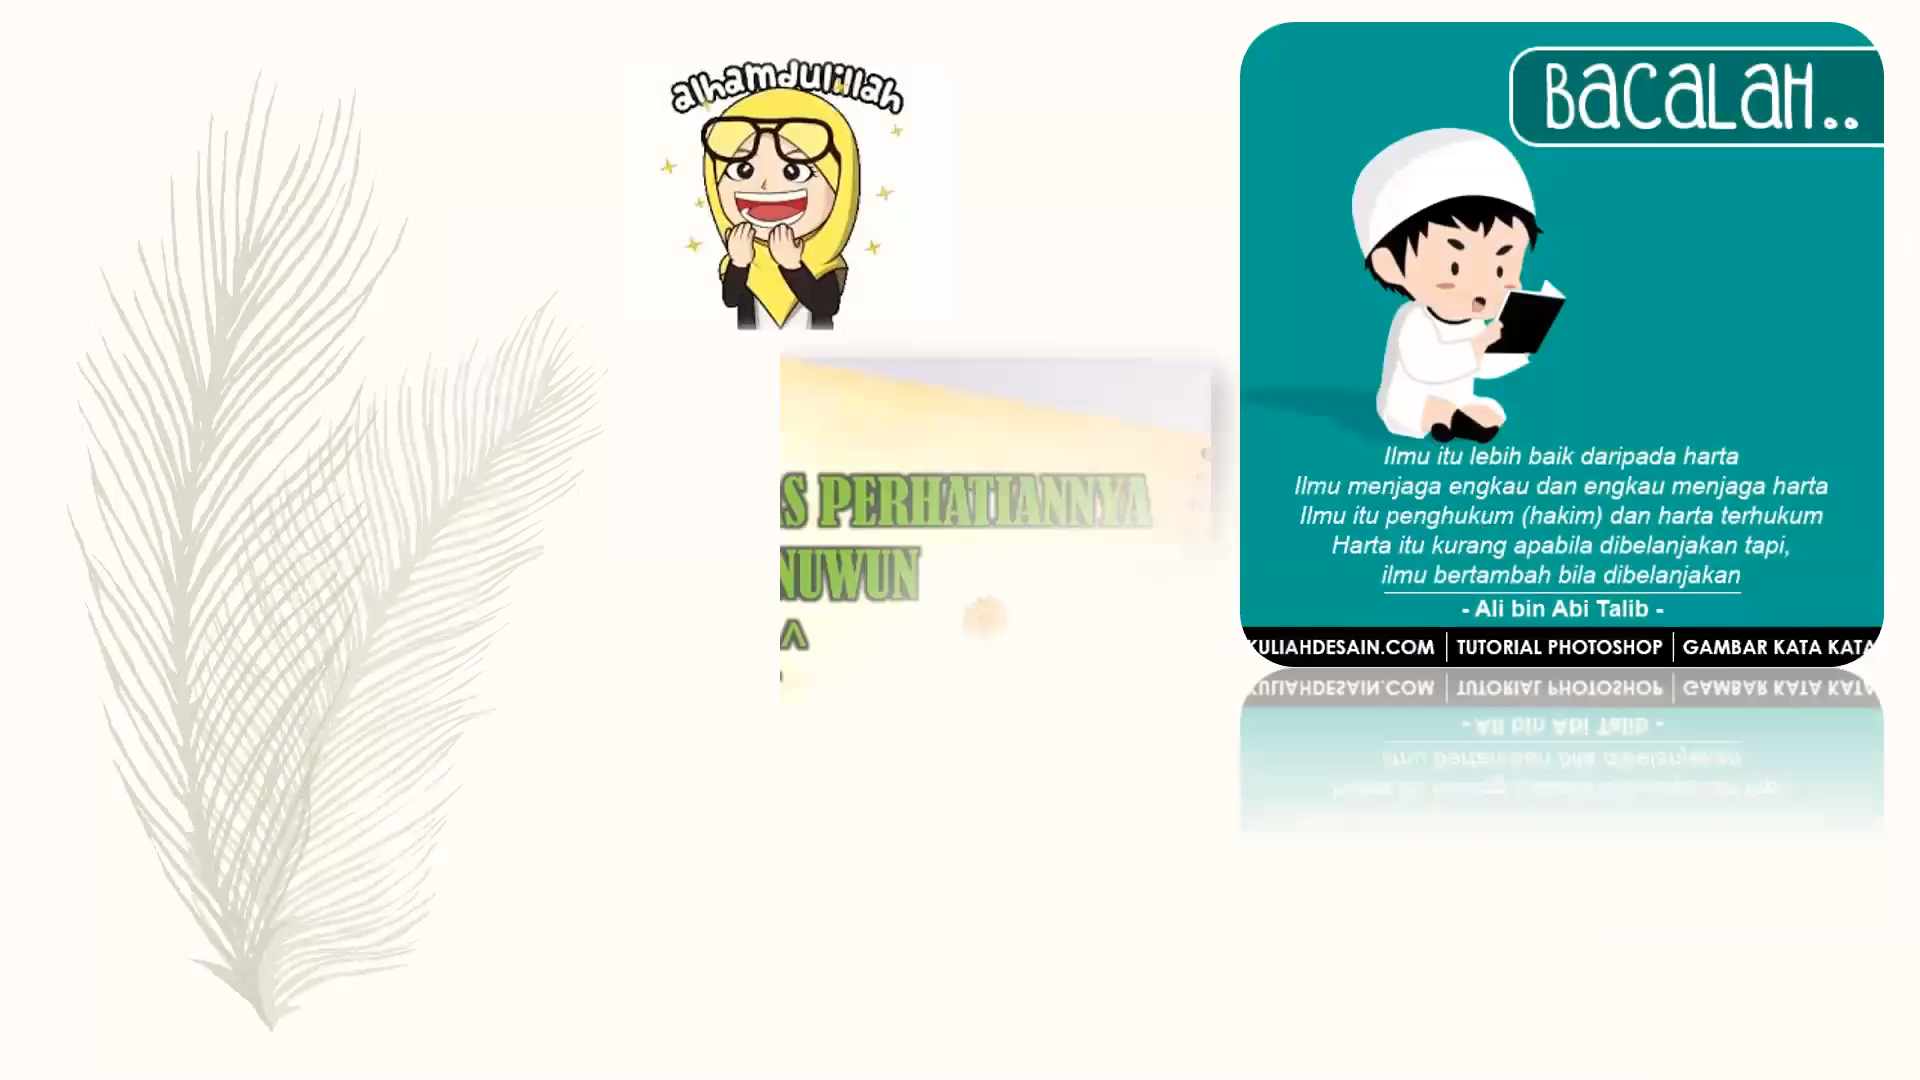 alhamdulillah
S PERHATIANNYA
NUWUN
^
BACALAH..
Ilmu itu lebih baik daripada harta
Ilmu menjaga engkau dan engkau menjaga harta
Ilmu itu penghukum (hakim) dan harta terhukum
Harta itu kurang apabila dibelanjakan tapi,
ilmu bertambah bila dibelanjakan
- Ali bin Abi Talib -
KULIAHDESAIN.COM | TUTORIAL PHOTOSHOP | GAMBAR KATA KATA